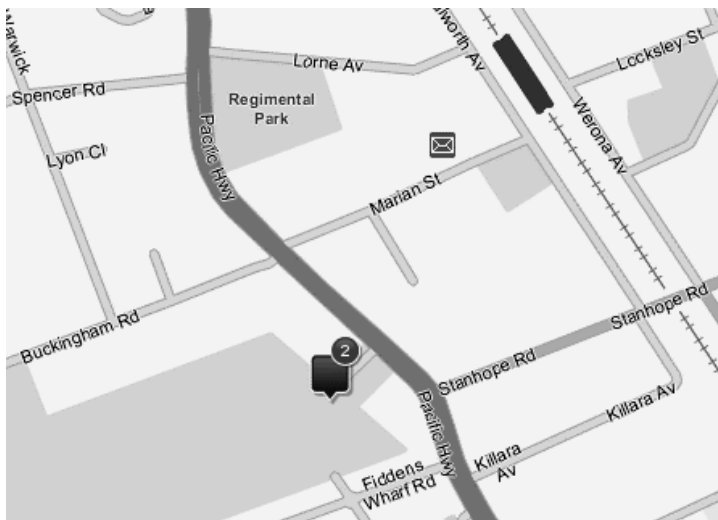 Warwick
Spencer Rd
Lyon Cl
Lorne Av
Regimental
Park
Pacific Hwy
Marian St
Werona Av
Locksley St
Buckingham Rd
2
Stanhope Rd
Stanhope Rd
Pacific Hwy
Killara Av
Killara
Av
Fiddens
Wharf Rd